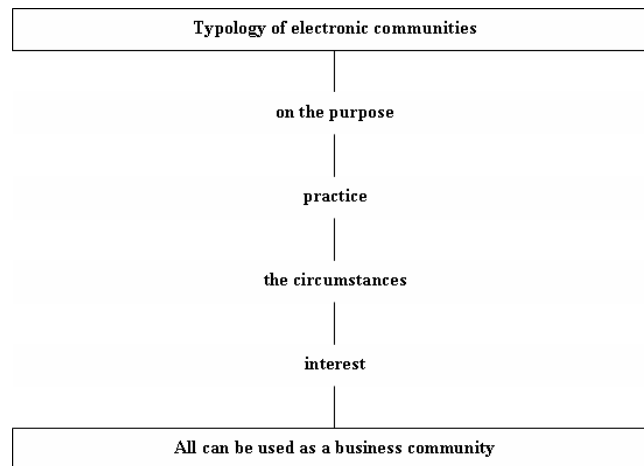 Typology of electronic communities
on the purpose
practice
the circumstances
interest
All can be used as a business community